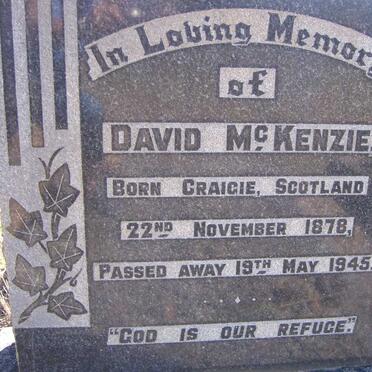 In Loving Memory
of
DAVID McKENZIE,
BORN CRAIGIE, SCOTLAND
22ND NOVEMBER 1878,
PASSED AWAY 19TH MAY 1945.
"GOD IS OUR REFUGE."